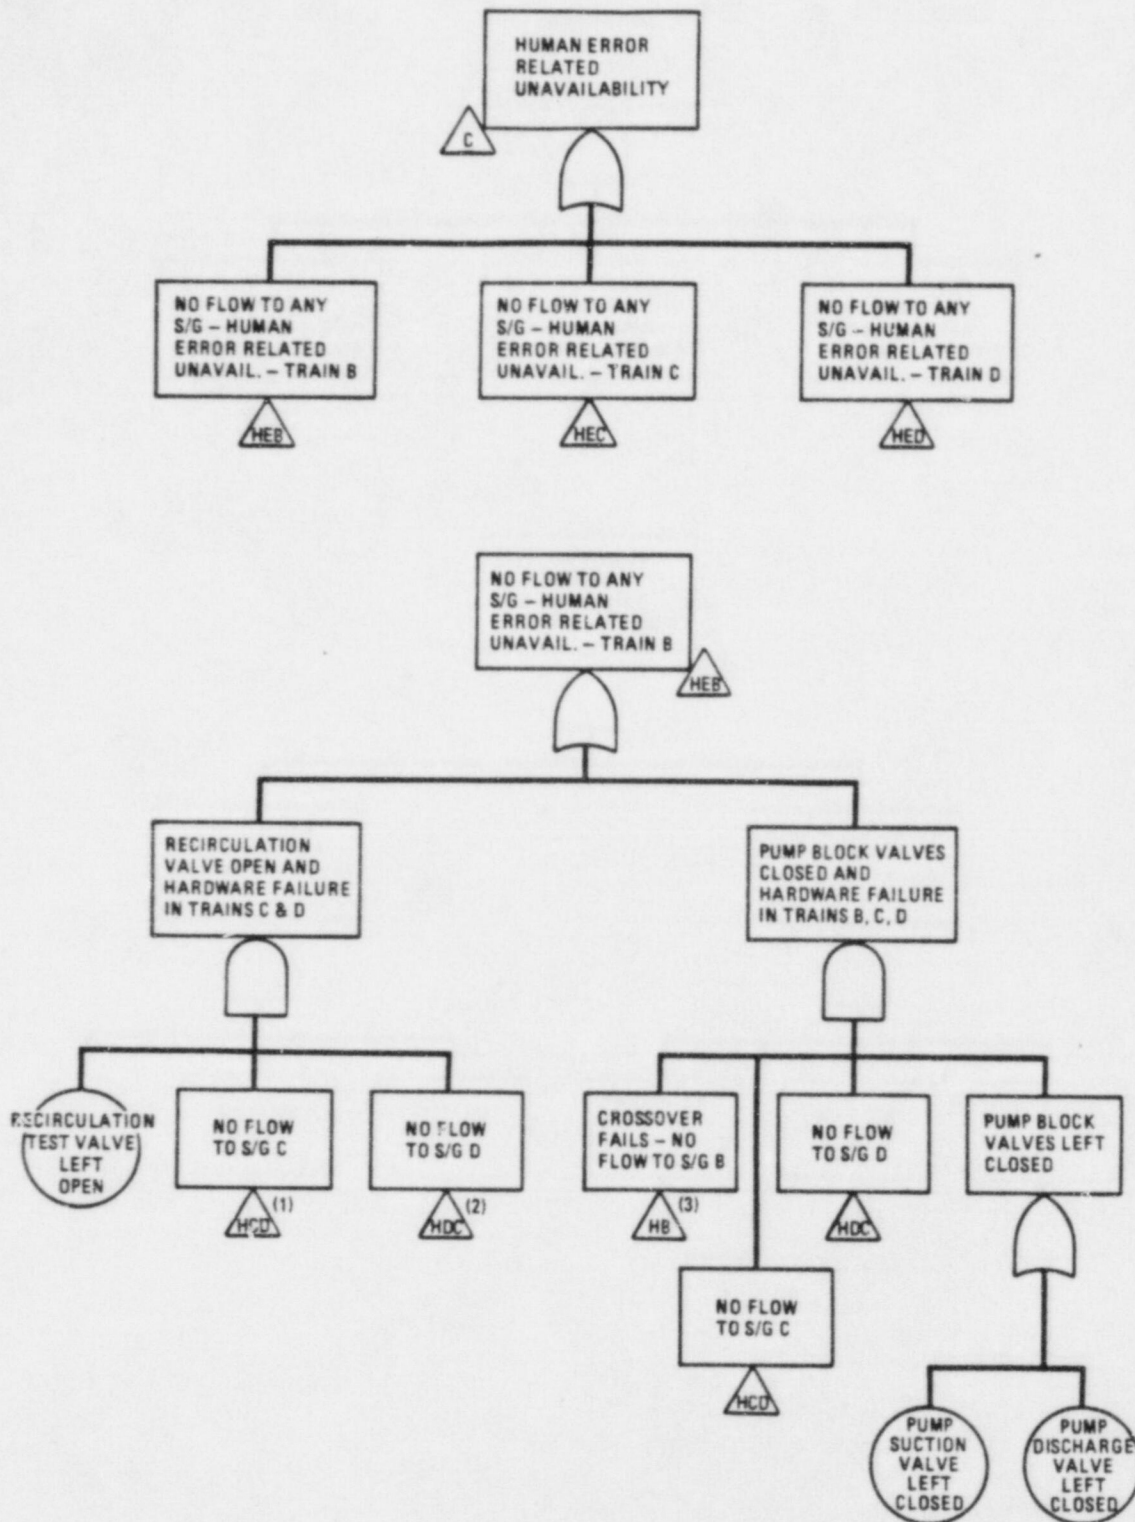 HUMAN ERROR
RELATED
UNAVAILABILITY
C
NO FLOW TO ANY
S/G – HUMAN
ERROR RELATED
UNAVAIL. – TRAIN B
HEB
NO FLOW TO ANY
S/G – HUMAN
ERROR RELATED
UNAVAIL. – TRAIN C
HEC
NO FLOW TO ANY
S/G – HUMAN
ERROR RELATED
UNAVAIL. – TRAIN D
HED
NO FLOW TO ANY
S/G – HUMAN
ERROR RELATED
UNAVAIL. – TRAIN B
HEB
RECIRCULATION
VALVE OPEN AND
HARDWARE FAILURE
IN TRAINS C & D
PUMP BLOCK VALVES
CLOSED AND
HARDWARE FAILURE
IN TRAINS B, C, D
RECIRCULATION
TEST VALVE
LEFT
OPEN
NO FLOW
TO S/G C
HCD (1)
NO FLOW
TO S/G D
HDC (2)
CROSSOVER
FAILS – NO
FLOW TO S/G B
HB (3)
NO FLOW
TO S/G C
HCD
NO FLOW
TO S/G D
HDC
PUMP BLOCK
VALVES LEFT
CLOSED
PUMP
SUCTION
VALVE
LEFT
CLOSED
PUMP
DISCHARGE
VALVE
LEFT
CLOSED